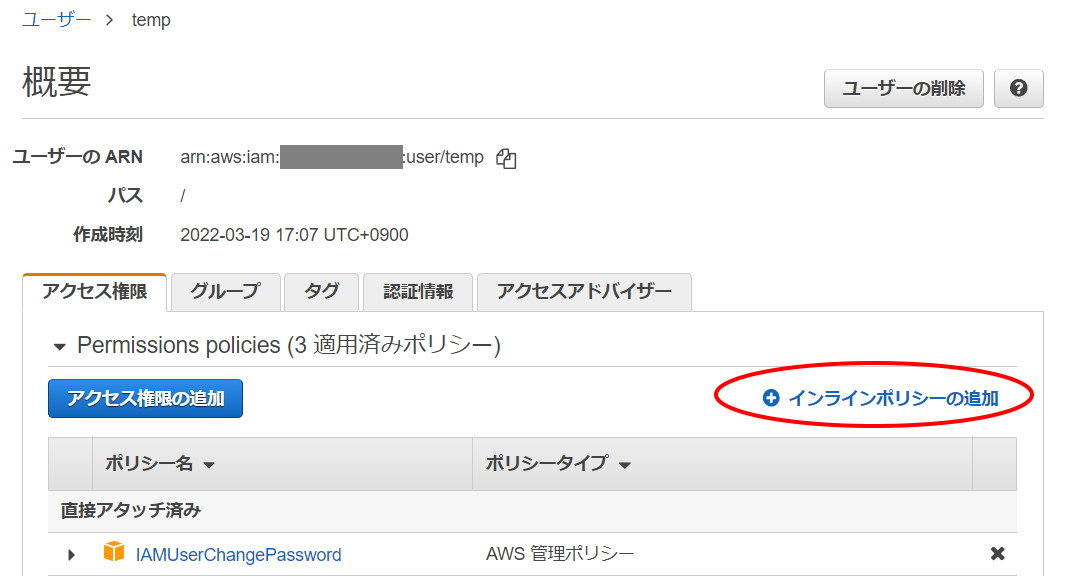 ユーザー > temp
概要
ユーザーの削除
?
ユーザーの ARN arn:aws:iam: :user/temp
パス /
作成時刻 2022-03-19 17:07 UTC+0900
アクセス権限 グループ タグ 認証情報 アクセスアドバイザー
Permissions policies (3 適用済みポリシー)
アクセス権限の追加
インラインポリシーの追加
ポリシー名 ポリシータイプ
直接アタッチ済み
IAMUserChangePassword AWS 管理ポリシー